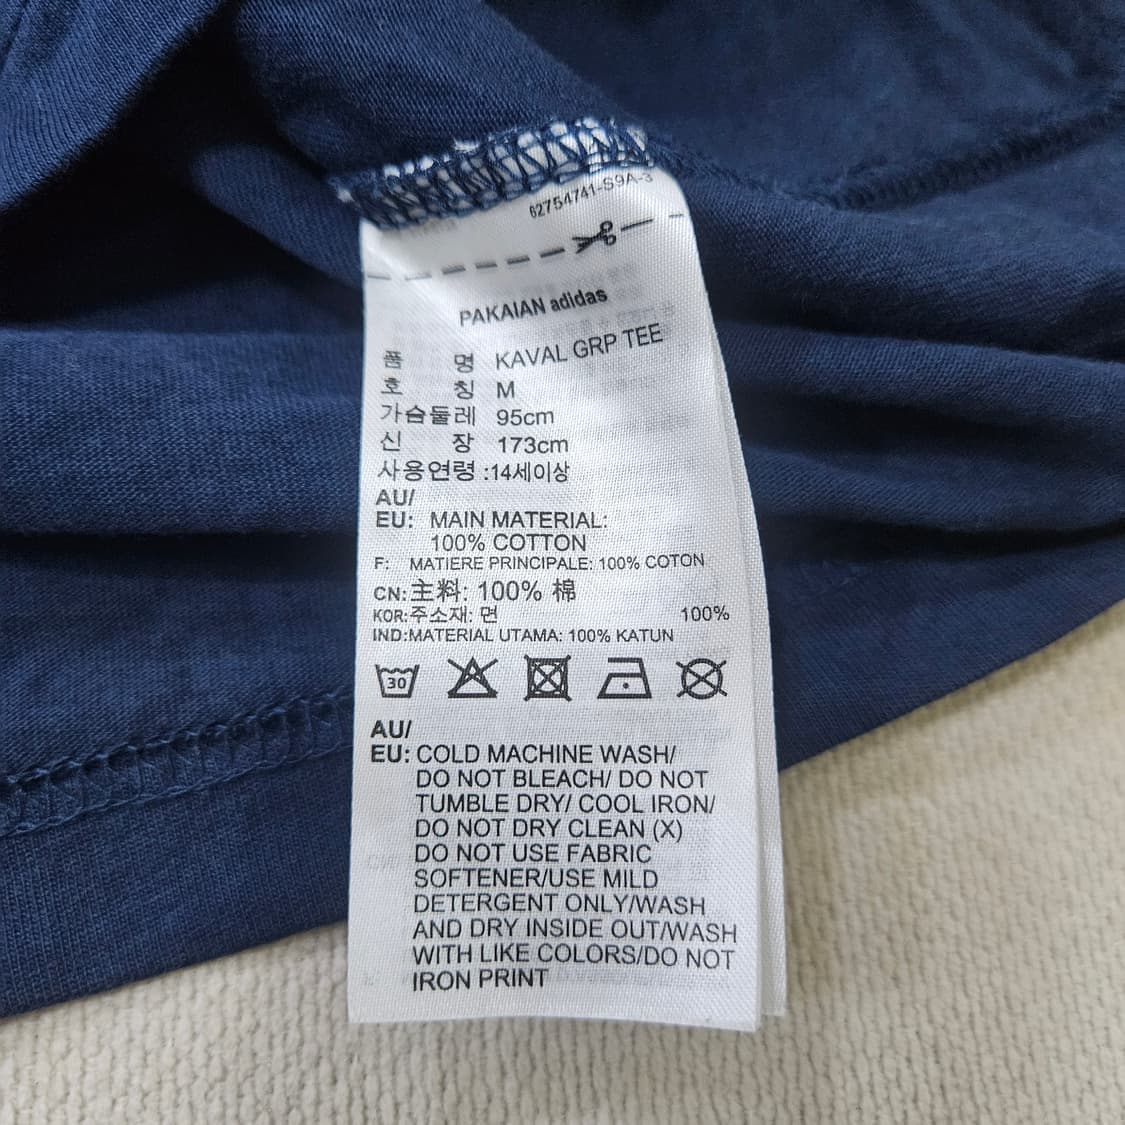 62754741-S9A-3
PAKAIAN adidas
품 명 KAVAL GRP TEE
호 칭 M
가슴둘레 95cm
신 장 173cm
사용연령 :14세이상
AU/
EU: MAIN MATERIAL:
100% COTTON
F: MATIERE PRINCIPALE: 100% COTON
CN:主料: 100% 棉
KOR:주소재: 면 100%
IND:MATERIAL UTAMA: 100% KATUN
30
AU/
EU: COLD MACHINE WASH/
DO NOT BLEACH/ DO NOT
TUMBLE DRY/ COOL IRON/
DO NOT DRY CLEAN (X)
DO NOT USE FABRIC
SOFTENER/USE MILD
DETERGENT ONLY/WASH
AND DRY INSIDE OUT/WASH
WITH LIKE COLORS/DO NOT
IRON PRINT